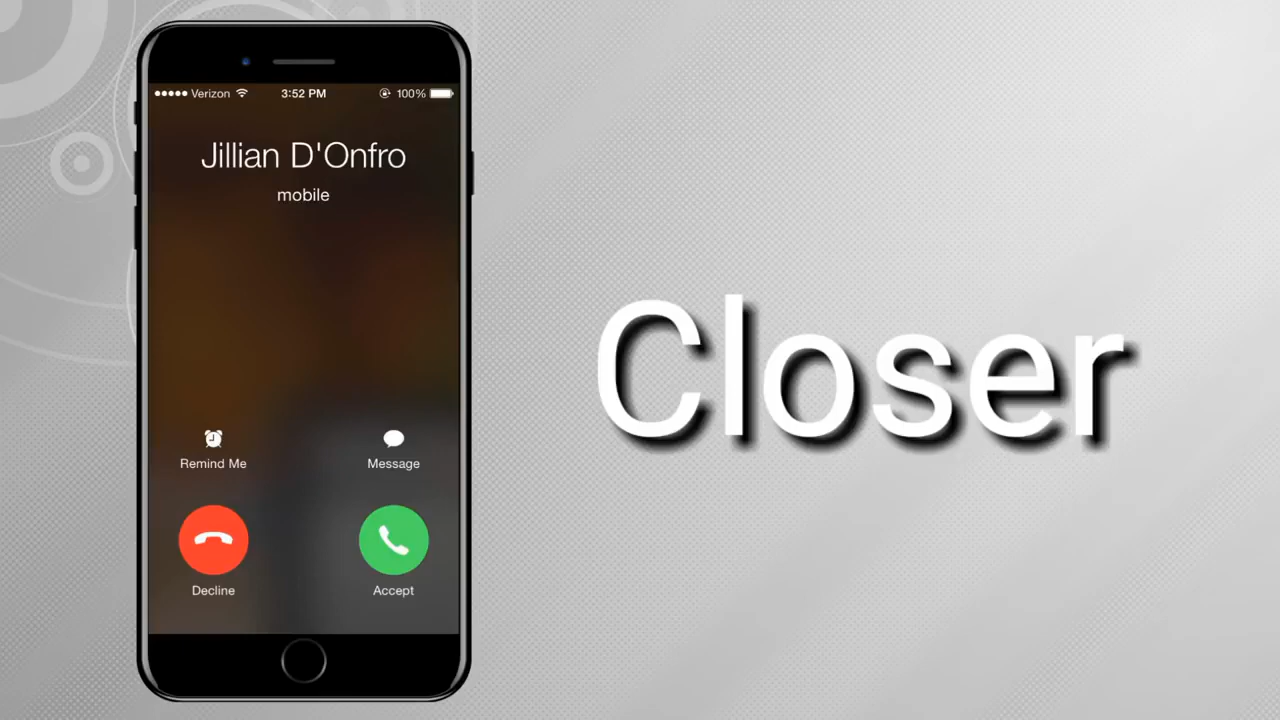 Verizon 3:52 PM 100%
Jillian D'Onfro
mobile
Closer
Remind Me Message
Decline Accept